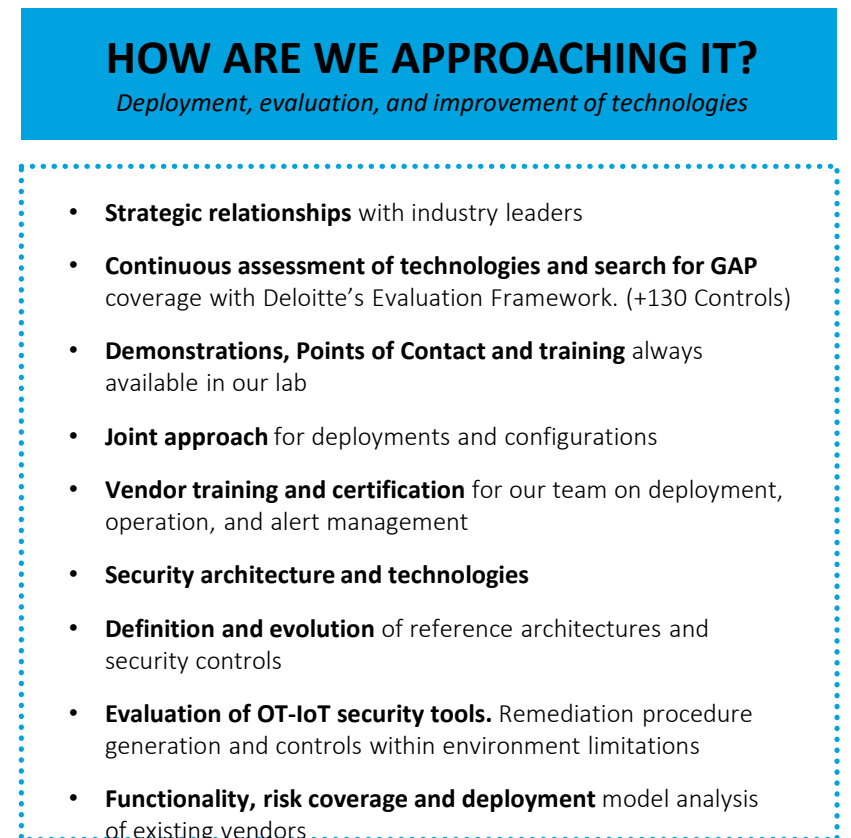 HOW ARE WE APPROACHING IT?
Deployment, evaluation, and improvement of technologies
• Strategic relationships with industry leaders
• Continuous assessment of technologies and search for GAP
coverage with Deloitte’s Evaluation Framework. (+130 Controls)
• Demonstrations, Points of Contact and training always
available in our lab
• Joint approach for deployments and configurations
• Vendor training and certification for our team on deployment,
operation, and alert management
• Security architecture and technologies
• Definition and evolution of reference architectures and
security controls
• Evaluation of OT-IoT security tools. Remediation procedure
generation and controls within environment limitations
• Functionality, risk coverage and deployment model analysis
of existing vendors